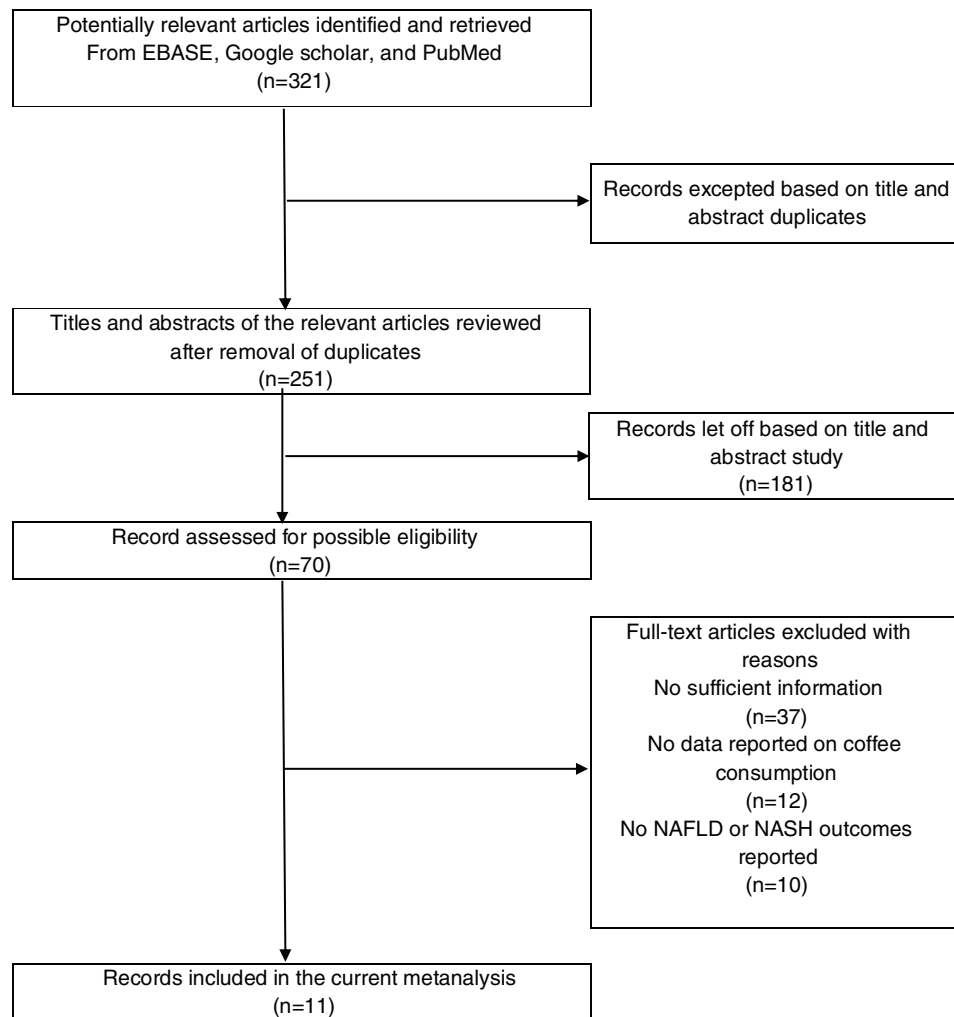 Potentially relevant articles identified and retrieved
From EBASE, Google scholar, and PubMed
(n=321)
Records excepted based on title and
abstract duplicates
Titles and abstracts of the relevant articles reviewed
after removal of duplicates
(n=251)
Records let off based on title and
abstract study
(n=181)
Record assessed for possible eligibility
(n=70)
Full-text articles excluded with
reasons
No sufficient information
(n=37)
No data reported on coffee
consumption
(n=12)
No NAFLD or NASH outcomes
reported
(n=10)
Records included in the current metanalysis
(n=11)